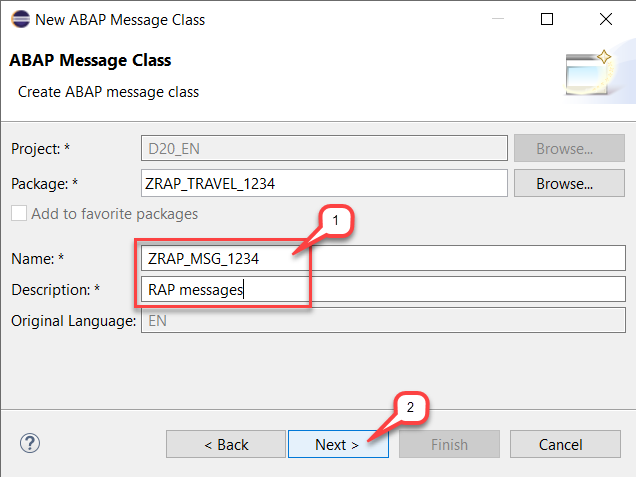 New ABAP Message Class
ABAP Message Class
Create ABAP message class
Project: * D20_EN Browse...
Package: * ZRAP_TRAVEL_1234 Browse...
Add to favorite packages
1
Name: * ZRAP_MSG_1234
Description: * RAP messages
Original Language: EN
2
? < Back Next > Finish Cancel